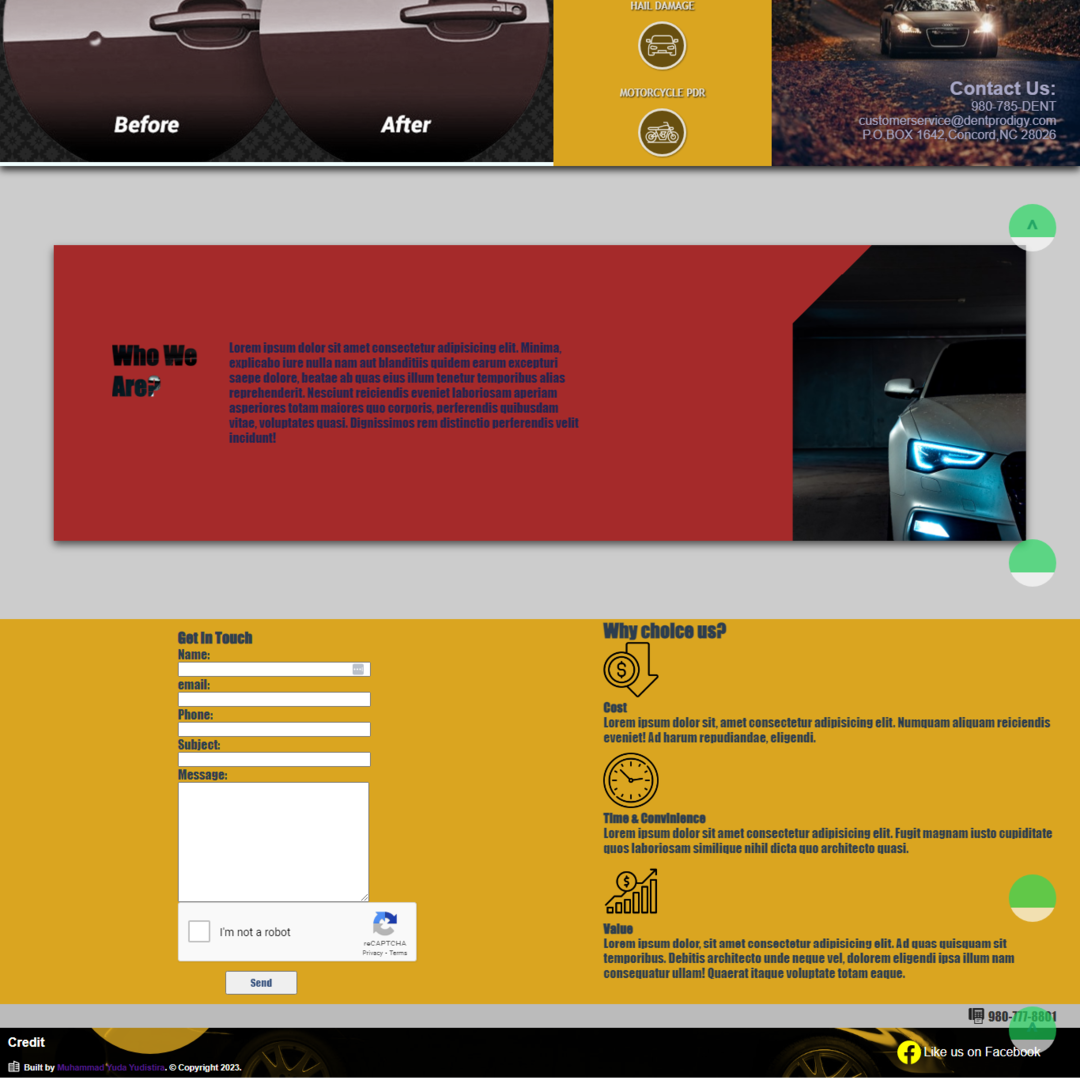 HAIL DAMAGE
MOTORCYCLE PDR
Before
After
Contact Us:
980-785-DENT
customerservice@dentprodigy.com
P.O.BOX 1642,Concord,NC 28026
^
Who We
Are?
Lorem ipsum dolor sit amet consectetur adipisicing elit. Minima,
explicabo iure nulla nam aut blanditiis quidem earum excepturi
saepe dolore, beatae ab quas eius illum tenetur temporibus alias
reprehenderit. Nesciunt reiciendis eveniet laboriosam aperiam
asperiores totam maiores quo corporis, perferendis quibusdam
vitae, voluptates quasi. Dignissimos rem distinctio perferendis velit
incidunt!
Get In Touch
Name:
email:
Phone:
Subject:
Message:
I'm not a robot
reCAPTCHA
Privacy - Terms
Send
Why choice us?
Cost
Lorem ipsum dolor sit, amet consectetur adipisicing elit. Numquam aliquam reiciendis
eveniet! Ad harum repudiandae, eligendi.
Time & Convinience
Lorem ipsum dolor sit amet consectetur adipisicing elit. Fugit magnam iusto cupiditate
quos laboriosam similique nihil dicta quo architecto quasi.
Value
Lorem ipsum dolor, sit amet consectetur adipisicing elit. Ad quas quisquam sit
temporibus. Debitis architecto unde neque vel, dolorem eligendi ipsa illum nam
consequatur ullam! Quaerat itaque voluptate totam eaque.
980-777-8801
^
Credit
Built by Muhammad Yuda Yudistira. © Copyright 2023.
Like us on Facebook